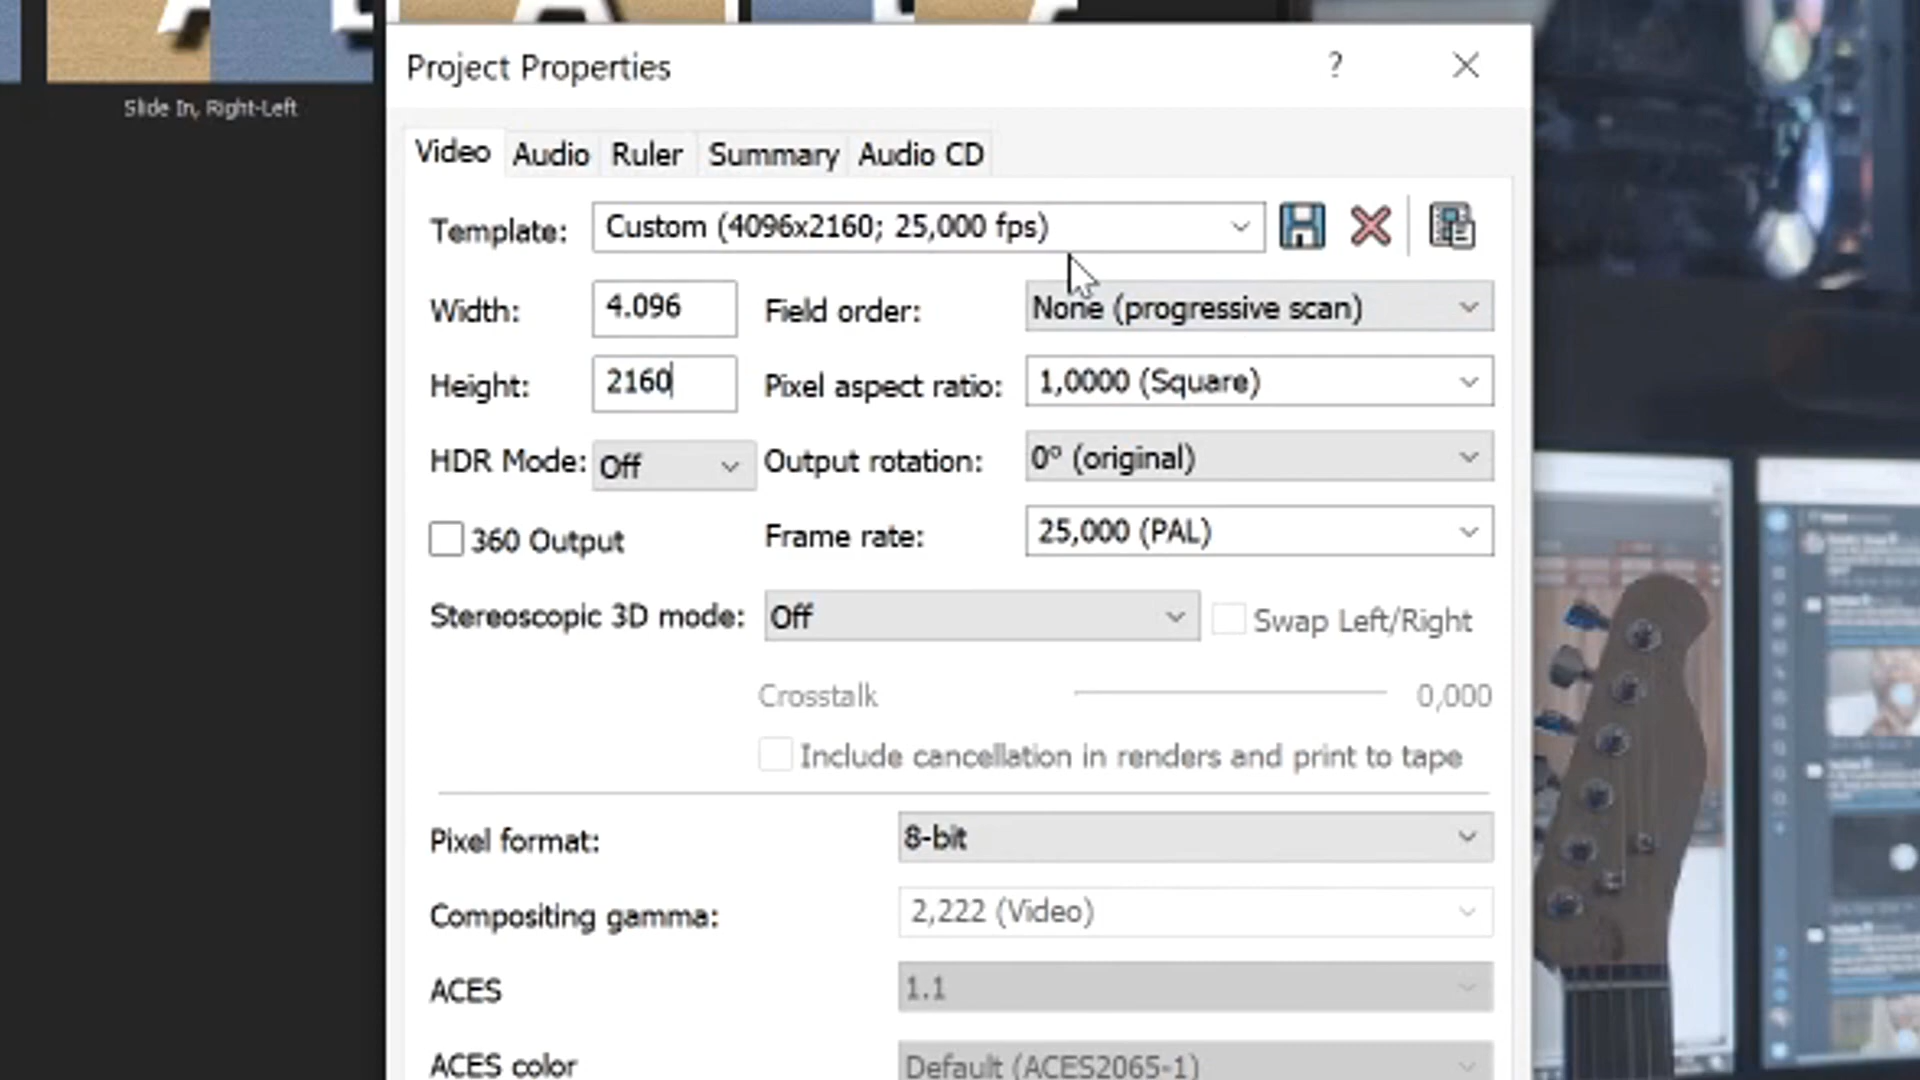 Slide In, Right-Left
Project Properties
?
Video Audio Ruler Summary Audio CD
Template: Custom (4096x2160; 25,000 fps)
Width: 4.096 Field order: None (progressive scan)
Height: 2160 Pixel aspect ratio: 1,0000 (Square)
HDR Mode: Off Output rotation: 0° (original)
360 Output Frame rate: 25,000 (PAL)
Stereoscopic 3D mode: Off Swap Left/Right
Crosstalk 0,000
Include cancellation in renders and print to tape
Pixel format: 8-bit
Compositing gamma: 2,222 (Video)
ACES 1.1
ACES color Default (ACES2065-1)